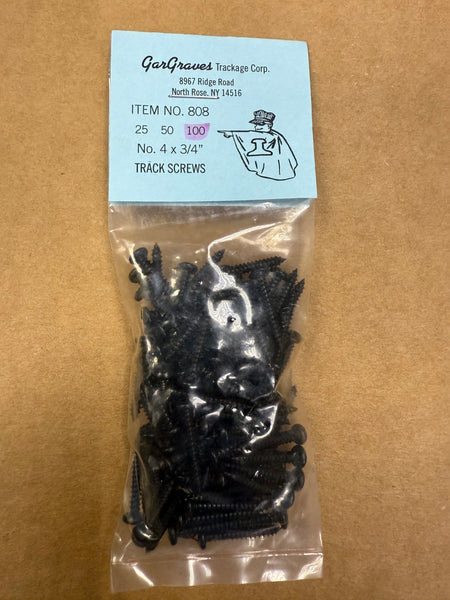 GarGraves Trackage Corp.
8967 Ridge Road
North Rose, NY 14516
ITEM NO. 808
25 50 100
No. 4 x 3/4"
TRACK SCREWS